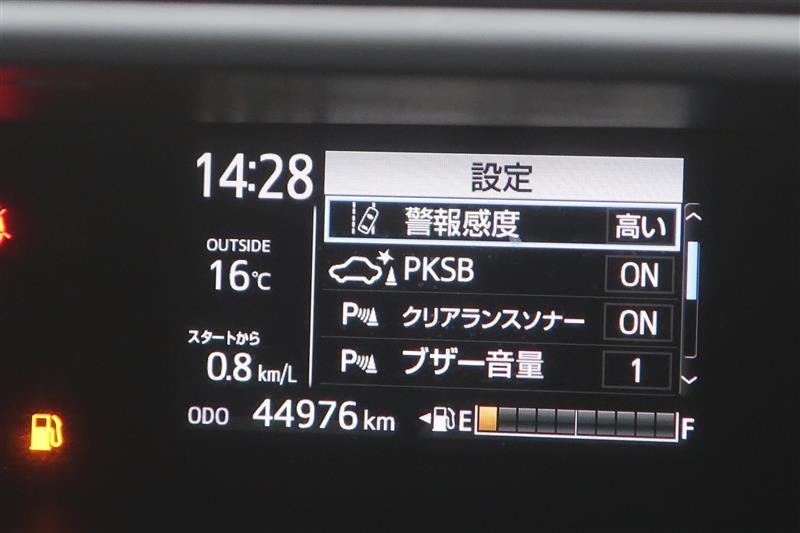 14:28
設定
警報感度 高い
OUTSIDE
16℃
PKSB ON
P クリアランスソナー ON
スタートから
0.8 km/L
P ブザー音量 1
ODO 44976 km
E F